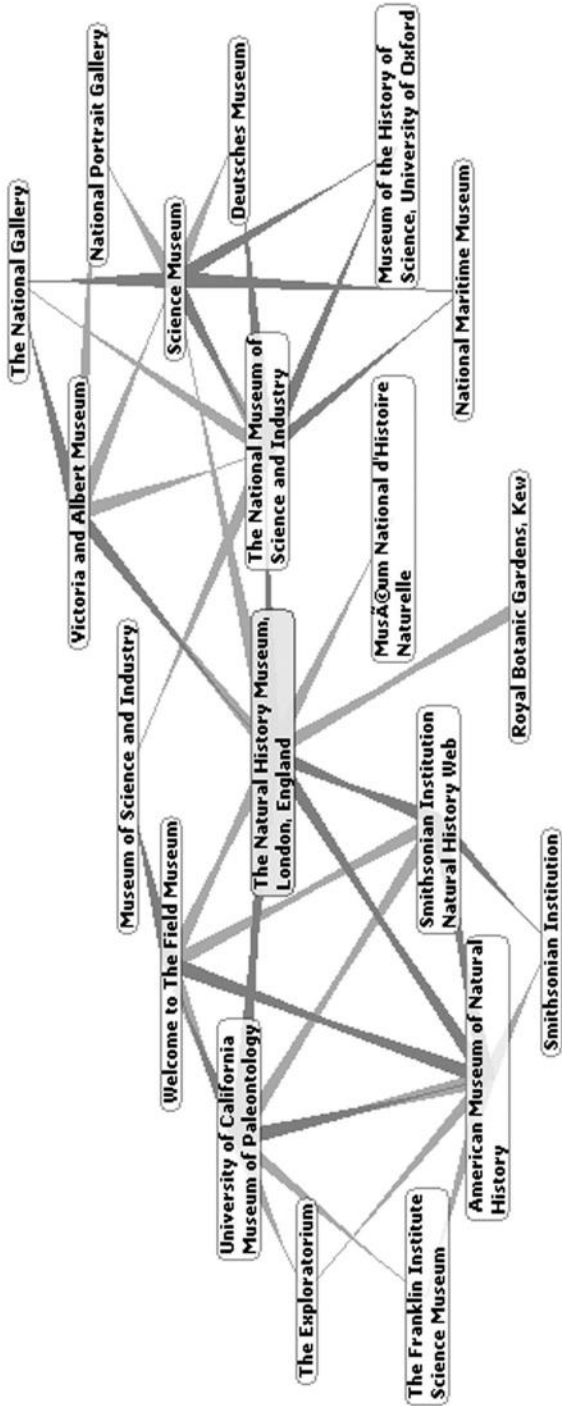 The National Gallery
Victoria and Albert Museum
National Portrait Gallery
Museum of Science and Industry
Welcome to The Field Museum
Science Museum
University of California
Museum of Paleontology
Deutsches Museum
The National Museum of
Science and Industry
The Natural History Museum,
London, England
The Exploratorium
MusÃ©um National d'Histoire
Naturelle
Museum of the History of
Science, University of Oxford
The Franklin Institute
Science Museum
Smithsonian Institution
Natural History Web
National Maritime Museum
American Museum of Natural
History
Royal Botanic Gardens, Kew
Smithsonian Institution